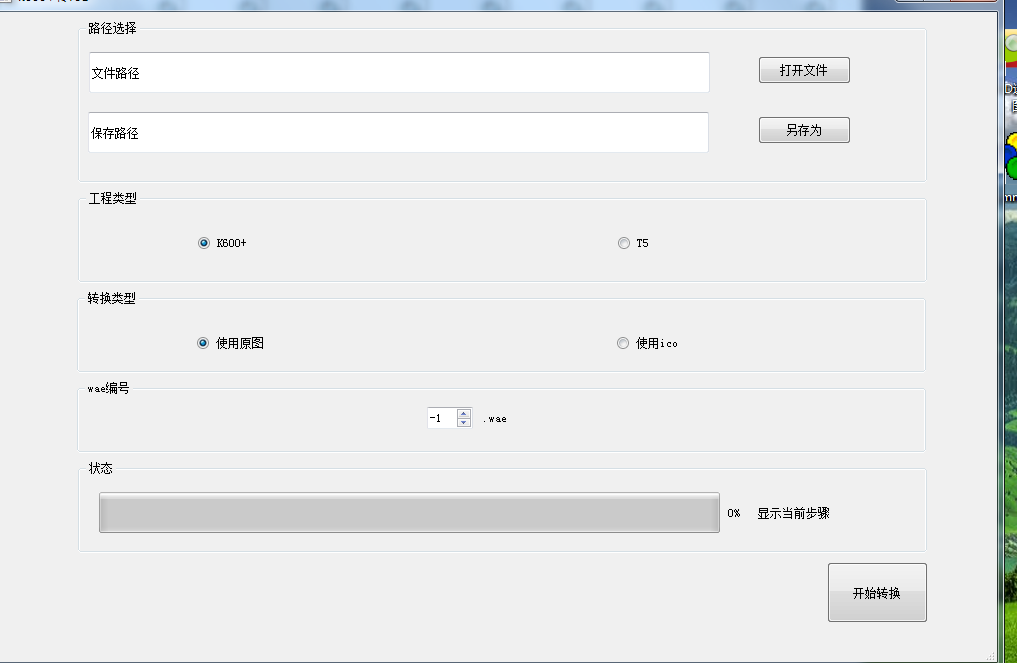 路径选择
文件路径
打开文件
保存路径
另存为
工程类型
K600+
T5
转换类型
使用原图
使用ico
wae编号
-1
.wae
状态
0%
显示当前步骤
开始转换